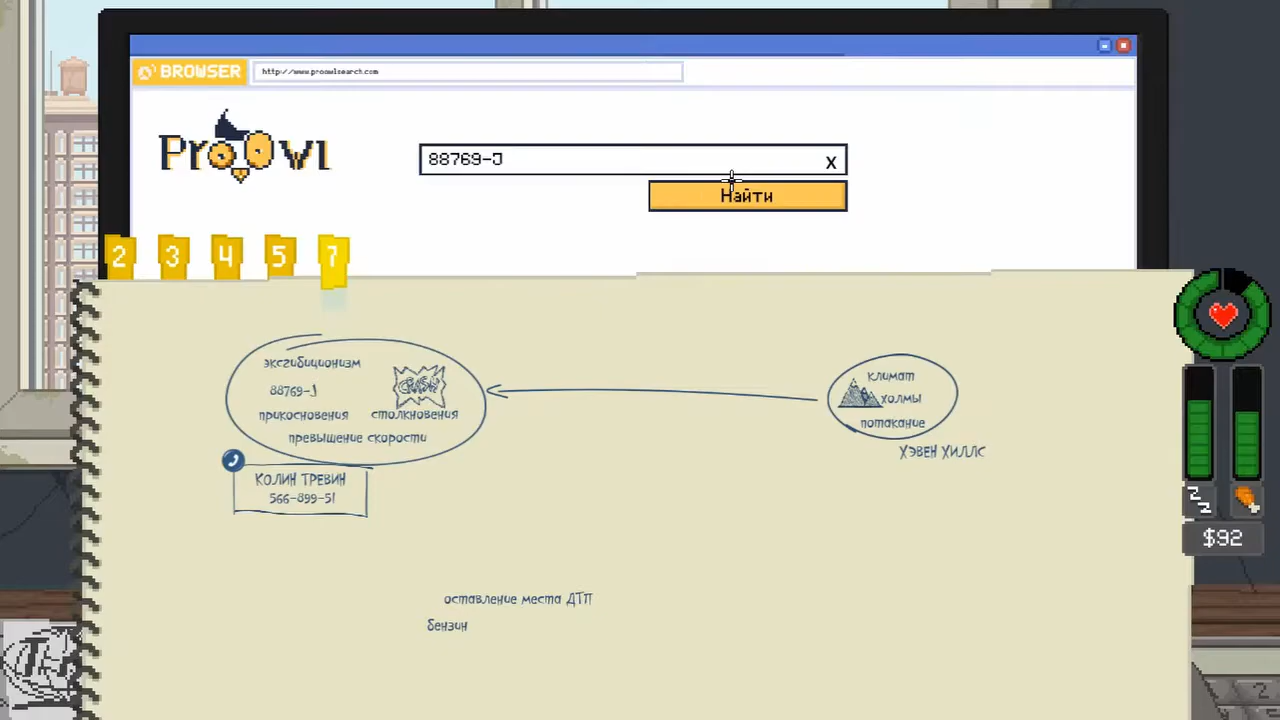 BROWSER
http://www.proowlsearch.com
PrOOwl
88769-J
x
Найти
2
3
4
5
7
эксгибиционизм
88769-J
CRASH
прикосновения
столкновения
превышение скорости
климат
холмы
потакание
ХЭВЕН ХИЛЛС
КОЛИН ТРЕВИН
566-899-51
оставление места ДТП
бензин
$92